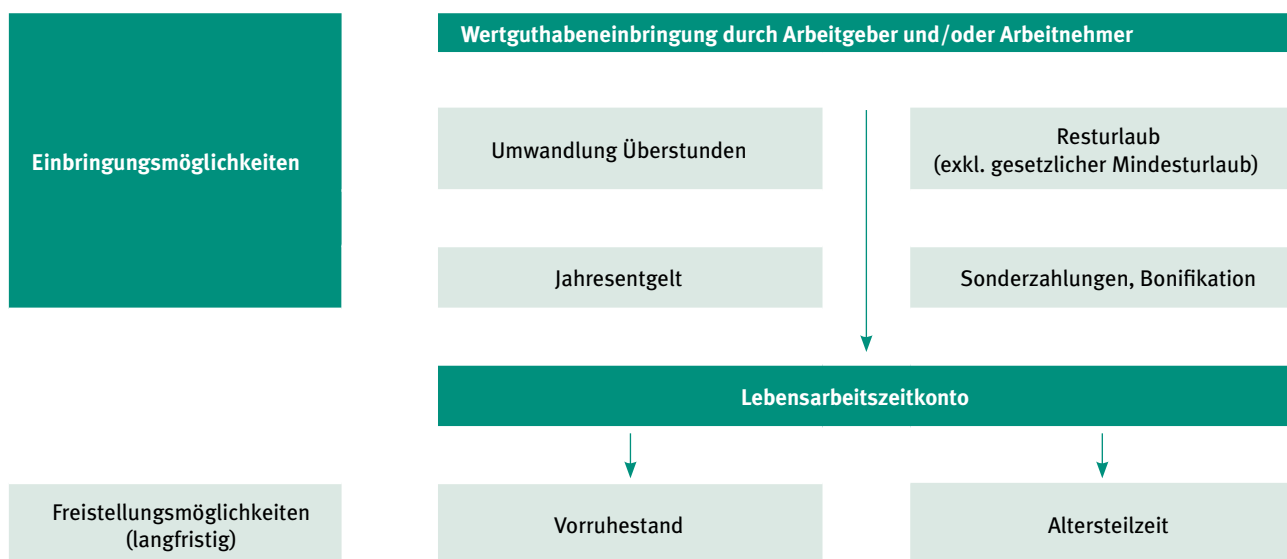 Wertguthabeneinbringung durch Arbeitgeber und/oder Arbeitnehmer
Einbringungsmöglichkeiten
Umwandlung Überstunden
Resturlaub
(exkl. gesetzlicher Mindesturlaub)
Jahresentgelt
Sonderzahlungen, Bonifikation
Lebensarbeitszeitkonto
Freistellungsmöglichkeiten
(langfristig)
Vorruhestand
Altersteilzeit